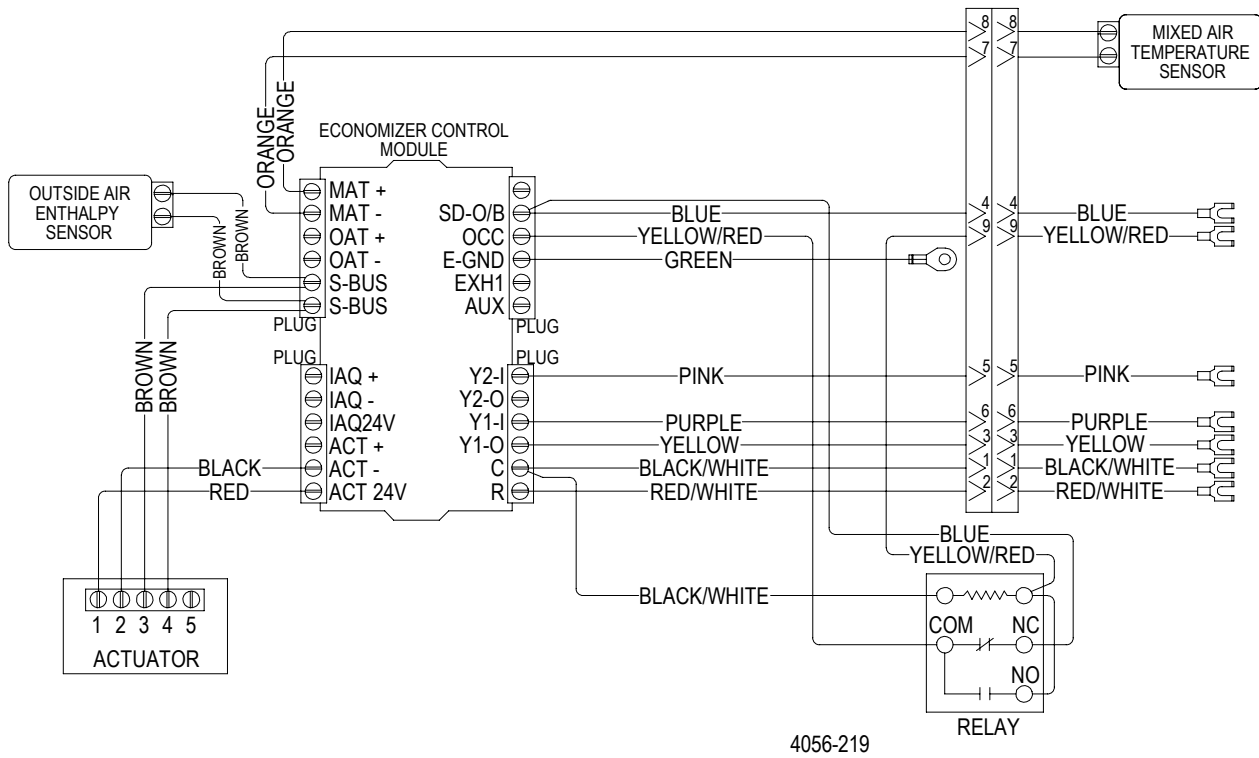 8 8
7 7
MIXED AIR
TEMPERATURE
SENSOR
ORANGE
ORANGE
ECONOMIZER CONTROL
MODULE
OUTSIDE AIR
ENTHALPY
SENSOR
BROWN
BROWN
MAT +
MAT -
OAT +
OAT -
S-BUS
S-BUS
PLUG
SD-O/B
OCC
E-GND
EXH1
AUX
PLUG
BLUE
YELLOW/RED
GREEN
4 4
9 9
BLUE
YELLOW/RED
BROWN
BROWN
PLUG
IAQ +
IAQ -
IAQ24V
ACT +
ACT -
ACT 24V
PLUG
Y2-I
Y2-O
Y1-I
Y1-O
C
R
BLACK
RED
PINK
PURPLE
YELLOW
BLACK/WHITE
RED/WHITE
5 5
6 6
3 3
1 1
2 2
PINK
PURPLE
YELLOW
BLACK/WHITE
RED/WHITE
BLUE
YELLOW/RED
BLACK/WHITE
1 2 3 4 5
ACTUATOR
COM NC
NO
RELAY
4056-219